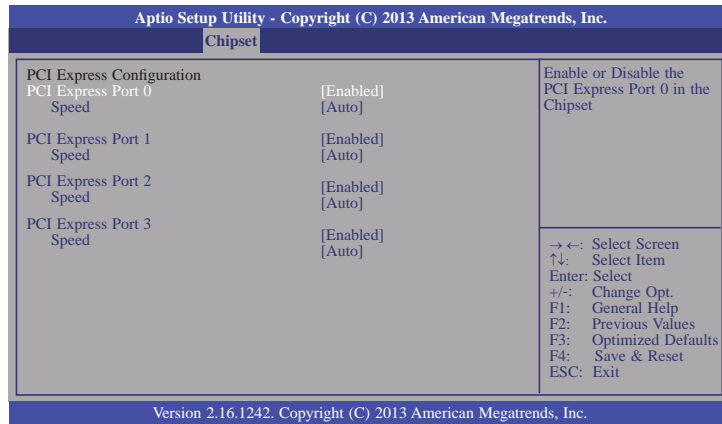 Aptio Setup Utility - Copyright (C) 2013 American Megatrends, Inc.
Chipset
PCI Express Configuration
PCI Express Port 0 [Enabled]
Speed [Auto]
PCI Express Port 1 [Enabled]
Speed [Auto]
PCI Express Port 2 [Enabled]
Speed [Auto]
PCI Express Port 3 [Enabled]
Speed [Auto]
Enable or Disable the
PCI Express Port 0 in the
Chipset
→←: Select Screen
↑↓: Select Item
Enter: Select
+/-: Change Opt.
F1: General Help
F2: Previous Values
F3: Optimized Defaults
F4: Save & Reset
ESC: Exit
Version 2.16.1242. Copyright (C) 2013 American Megatrends, Inc.